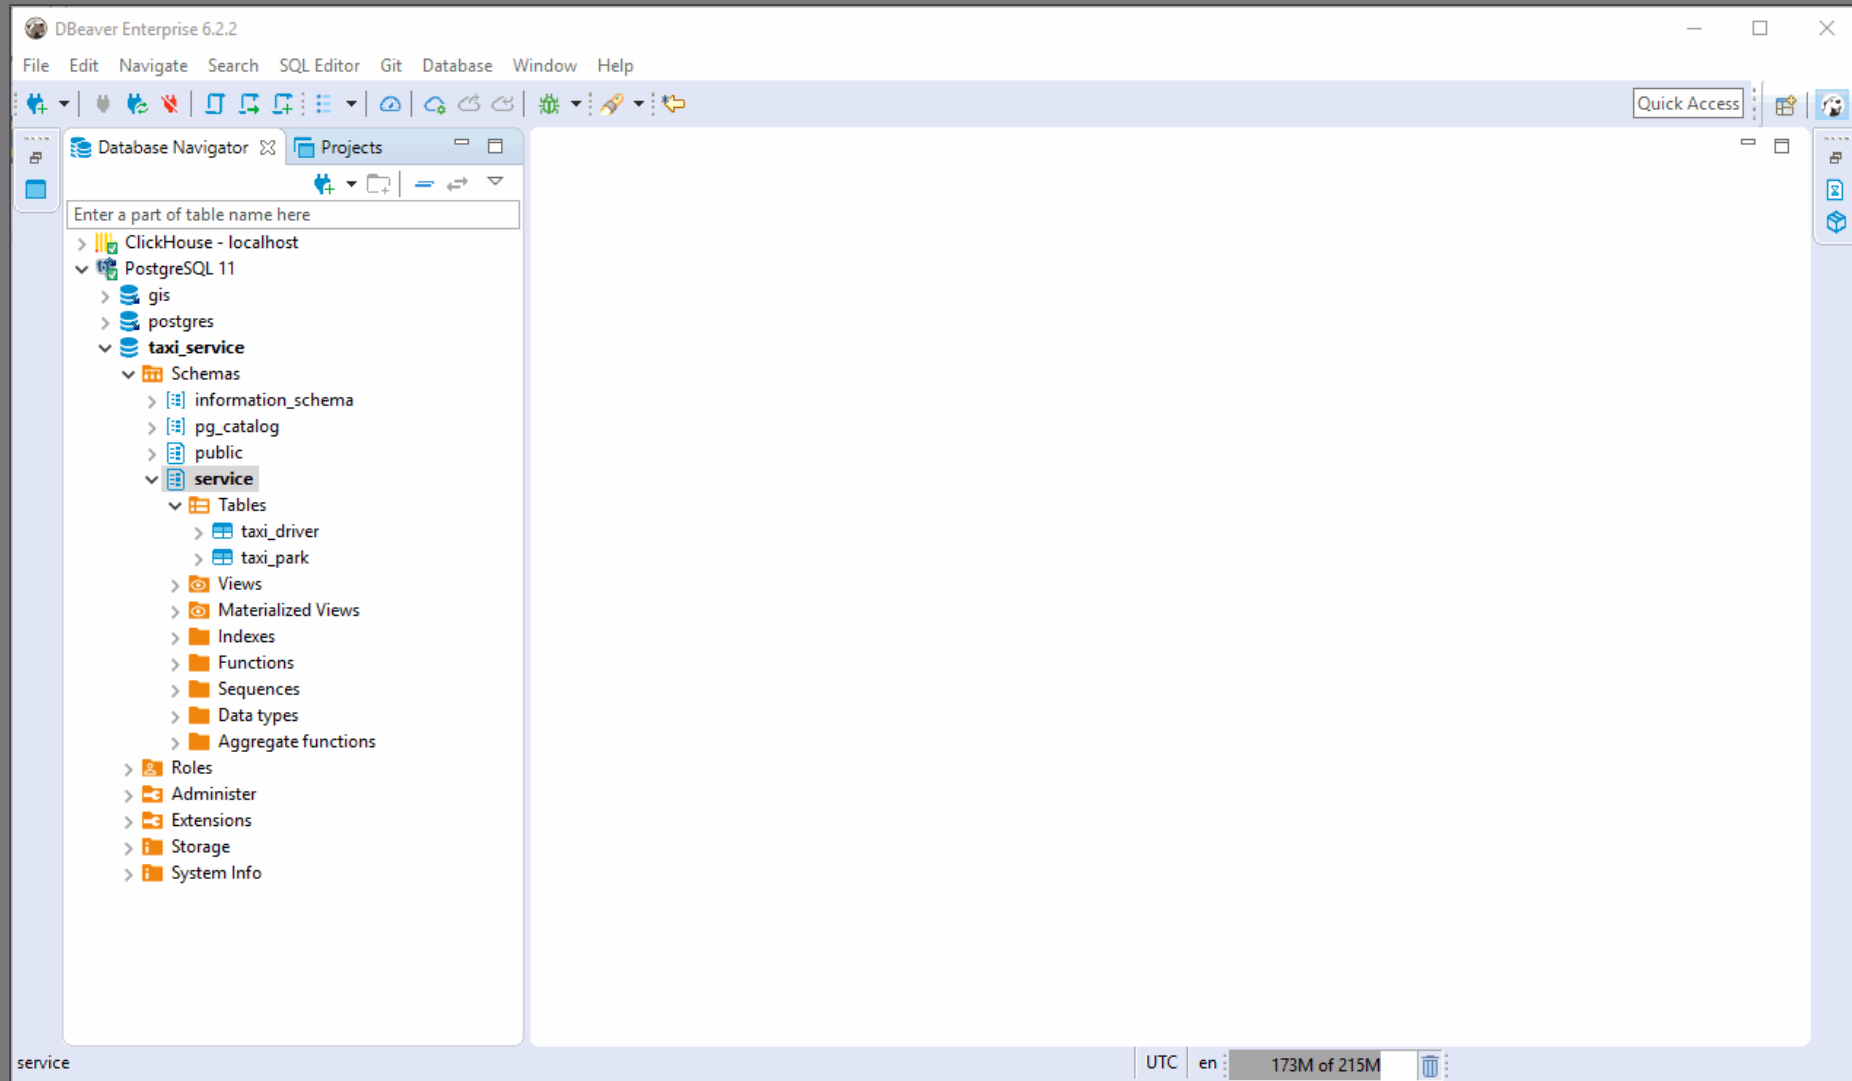 DBeaver Enterprise 6.2.2
File Edit Navigate Search SQL Editor Git Database Window Help
Quick Access
Database Navigator Projects
Enter a part of table name here
ClickHouse - localhost
PostgreSQL 11
gis
postgres
taxi_service
Schemas
information_schema
pg_catalog
public
service
Tables
taxi_driver
taxi_park
Views
Materialized Views
Indexes
Functions
Sequences
Data types
Aggregate functions
Roles
Administer
Extensions
Storage
System Info
service UTC en 173M of 215M